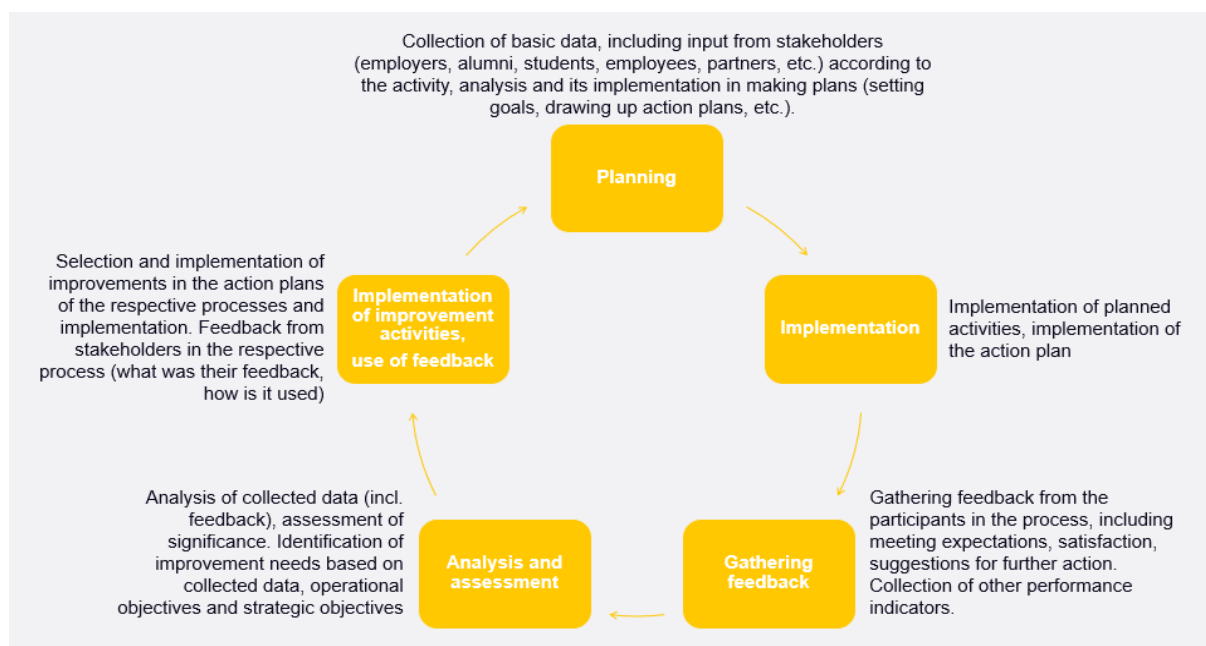 Collection of basic data, including input from stakeholders
(employers, alumni, students, employees, partners, etc.) according to
the activity, analysis and its implementation in making plans (setting
goals, drawing up action plans, etc.).
Planning
Implementation
Implementation of planned
activities, implementation of
the action plan
Gathering
feedback
Gathering feedback from the
participants in the process, including
meeting expectations, satisfaction,
suggestions for further action.
Collection of other performance
indicators.
Analysis and
assessment
Analysis of collected data (incl.
feedback), assessment of
significance. Identification of
improvement needs based on
collected data, operational
objectives and strategic objectives
Implementation
of improvement
activities,
use of feedback
Selection and implementation of
improvements in the action plans
of the respective processes and
implementation. Feedback from
stakeholders in the respective
process (what was their feedback,
how is it used)